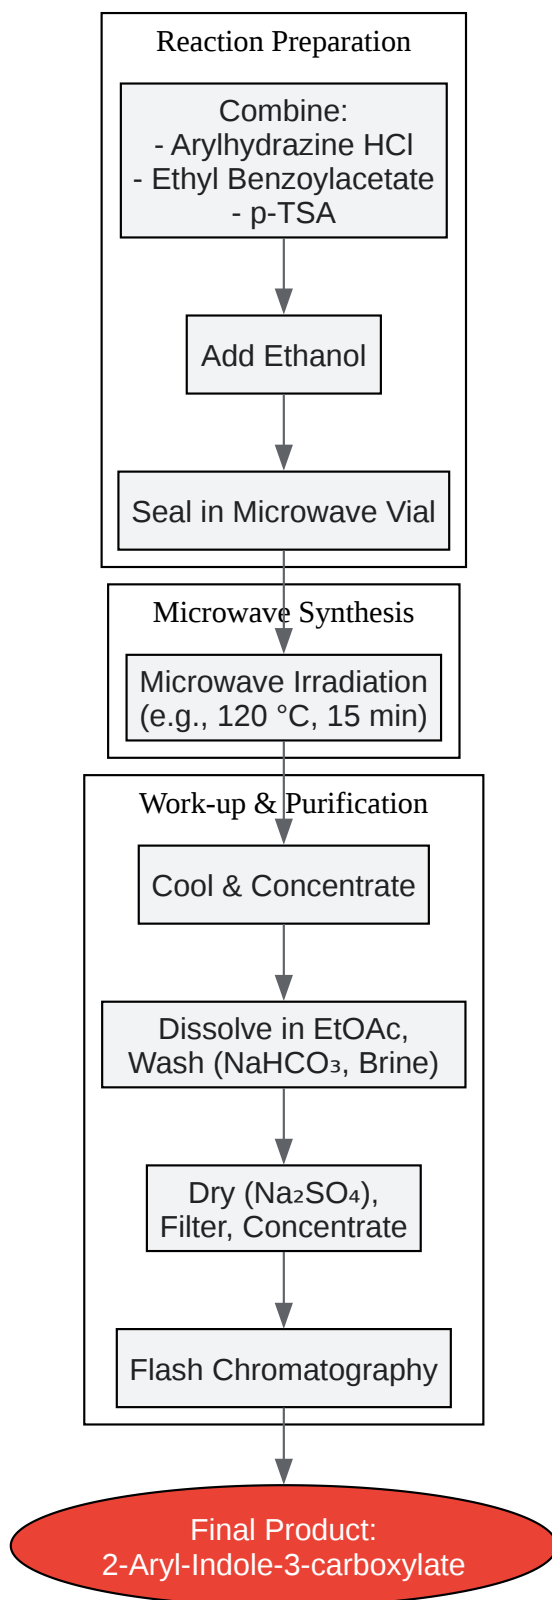 Reaction Preparation
Combine:
- Arylhydrazine HCl
- Ethyl Benzoylacetate
- p-TSA
Add Ethanol
Seal in Microwave Vial
Microwave Synthesis
Microwave Irradiation
(e.g., 120 °C, 15 min)
Work-up & Purification
Cool & Concentrate
Dissolve in EtOAc,
Wash (NaHCO₃, Brine)
Dry (Na₂SO₄),
Filter, Concentrate
Flash Chromatography
Final Product:
2-Aryl-Indole-3-carboxylate